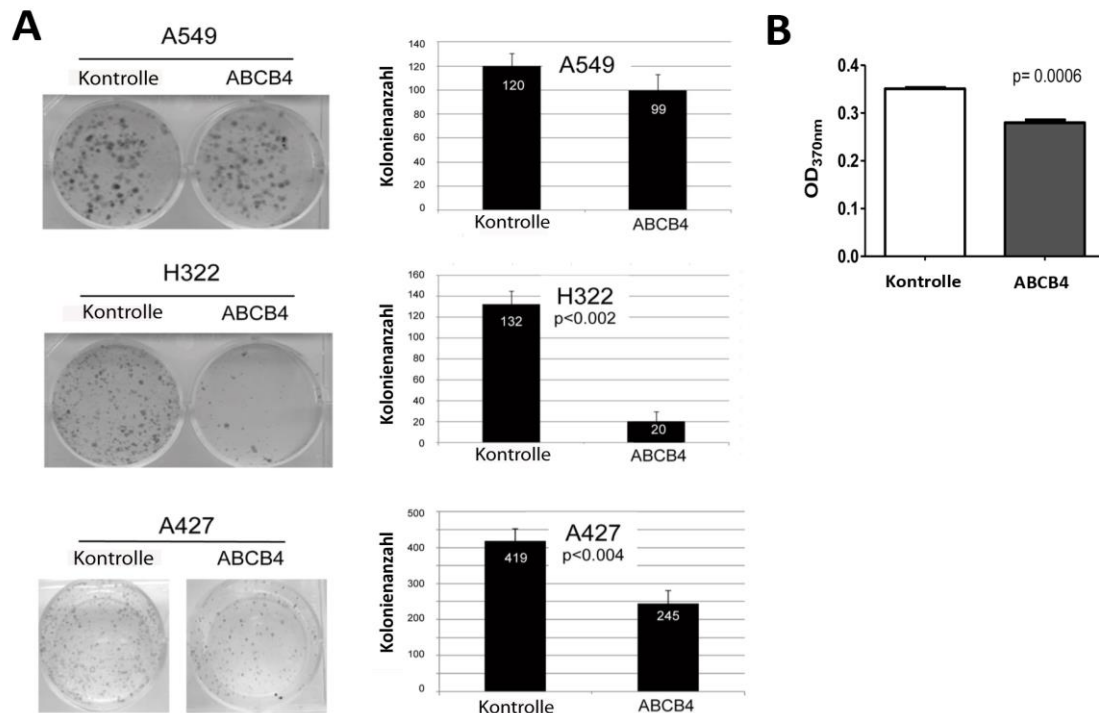 A
A549
Kontrolle ABCB4
140
120
100
80
60
40
20
0
Kolonienanzahl
A549
120
99
Kontrolle ABCB4
H322
Kontrolle ABCB4
160
140
120
100
80
60
40
20
0
Kolonienanzahl
H322
p<0.002
132
20
Kontrolle ABCB4
A427
Kontrolle ABCB4
500
400
300
200
100
0
Kolonienanzahl
A427
p<0.004
419
245
Kontrolle ABCB4
B
0.4
0.3
0.2
0.1
0.0
OD370nm
p= 0.0006
Kontrolle ABCB4